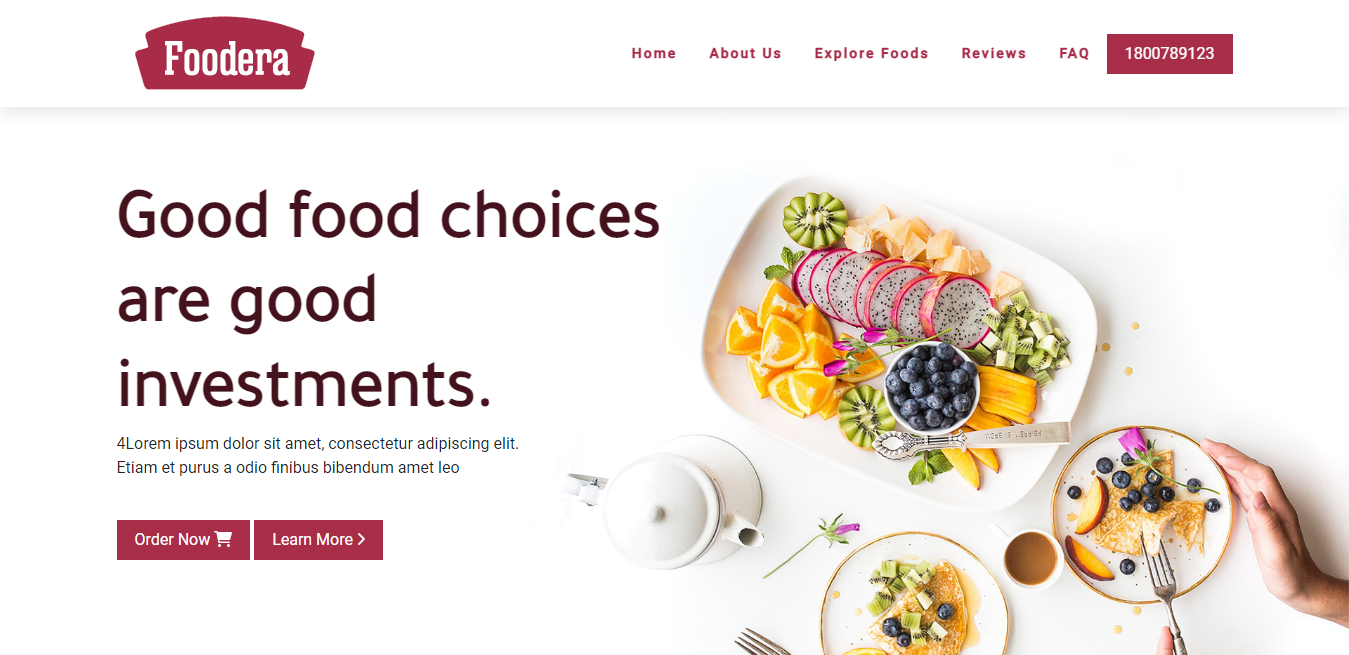 Foodera
Home About Us Explore Foods Reviews FAQ 1800789123
Good food choices
are good
investments.
4Lorem ipsum dolor sit amet, consectetur adipiscing elit.
Etiam et purus a odio finibus bibendum amet leo
Order Now Learn More